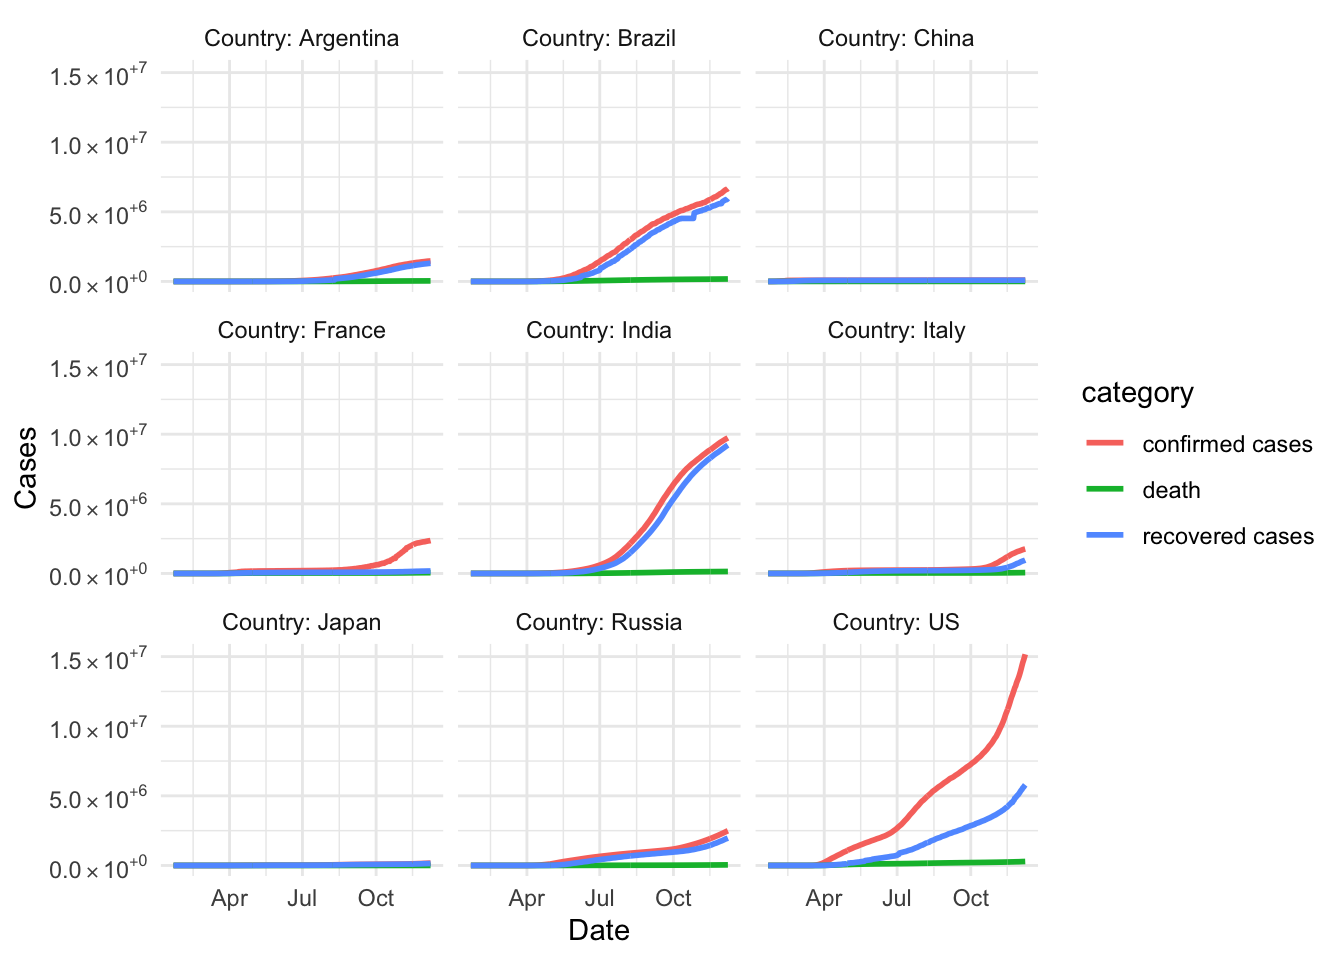 Country: Argentina
Country: Brazil
Country: China
1.5 × 10⁺⁷
1.0 × 10⁺⁷
5.0 × 10⁺⁶
0.0 × 10⁺⁰
Country: France
Country: India
Country: Italy
1.5 × 10⁺⁷
1.0 × 10⁺⁷
5.0 × 10⁺⁶
0.0 × 10⁺⁰
Country: Japan
Country: Russia
Country: US
1.5 × 10⁺⁷
1.0 × 10⁺⁷
5.0 × 10⁺⁶
0.0 × 10⁺⁰
Apr Jul Oct
Apr Jul Oct
Apr Jul Oct
Date
Cases
category
confirmed cases
death
recovered cases